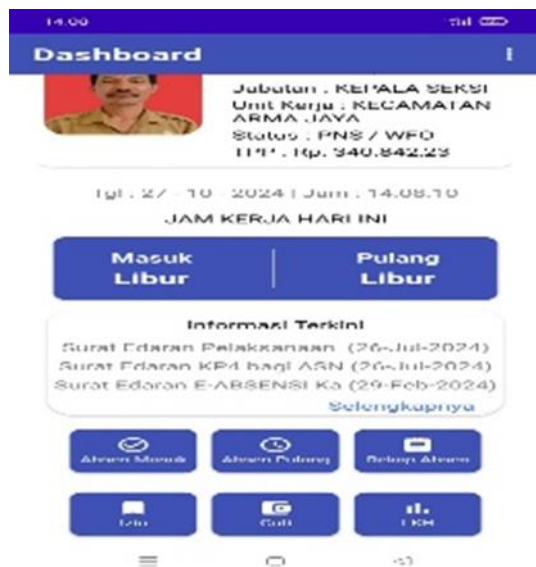 14.00
Dashboard
Jabatan : KEPALA SEKSI
Unit Kerja : KECAMATAN
ARMA JAYA
Status : PNS / WFO
TPP : Rp. 340.842.23
Tgl : 27 - 10 - 2024 | Jam : 14.08.10
JAM KERJA HARI INI
Masuk Pulang
Libur Libur
Informasi Terkini
Surat Edaran Pelaksanaan (26-Jul-2024)
Surat Edaran KP4 bagi ASN (26-Jul-2024)
Surat Edaran E-ABSENSI Ka (29-Feb-2024)
Selengkapnya
Absen Masuk Absen Pulang Rekap Absen
Izin Cuti LKH